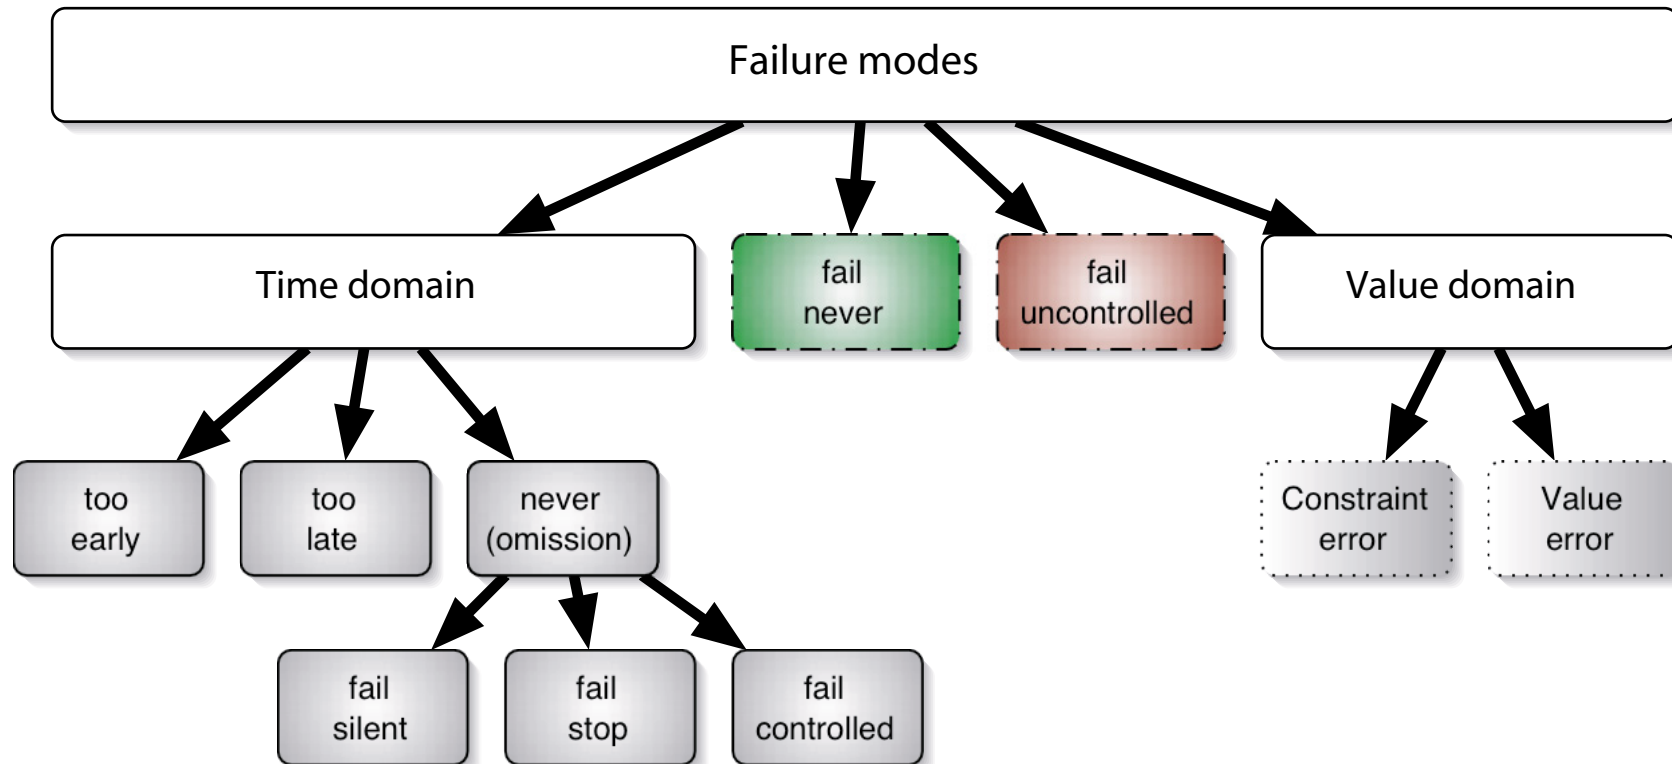 Failure modes
Time domain
fail
never
fail
uncontrolled
Value domain
too
early
too
late
never
(omission)
Constraint
error
Value
error
fail
silent
fail
stop
fail
controlled